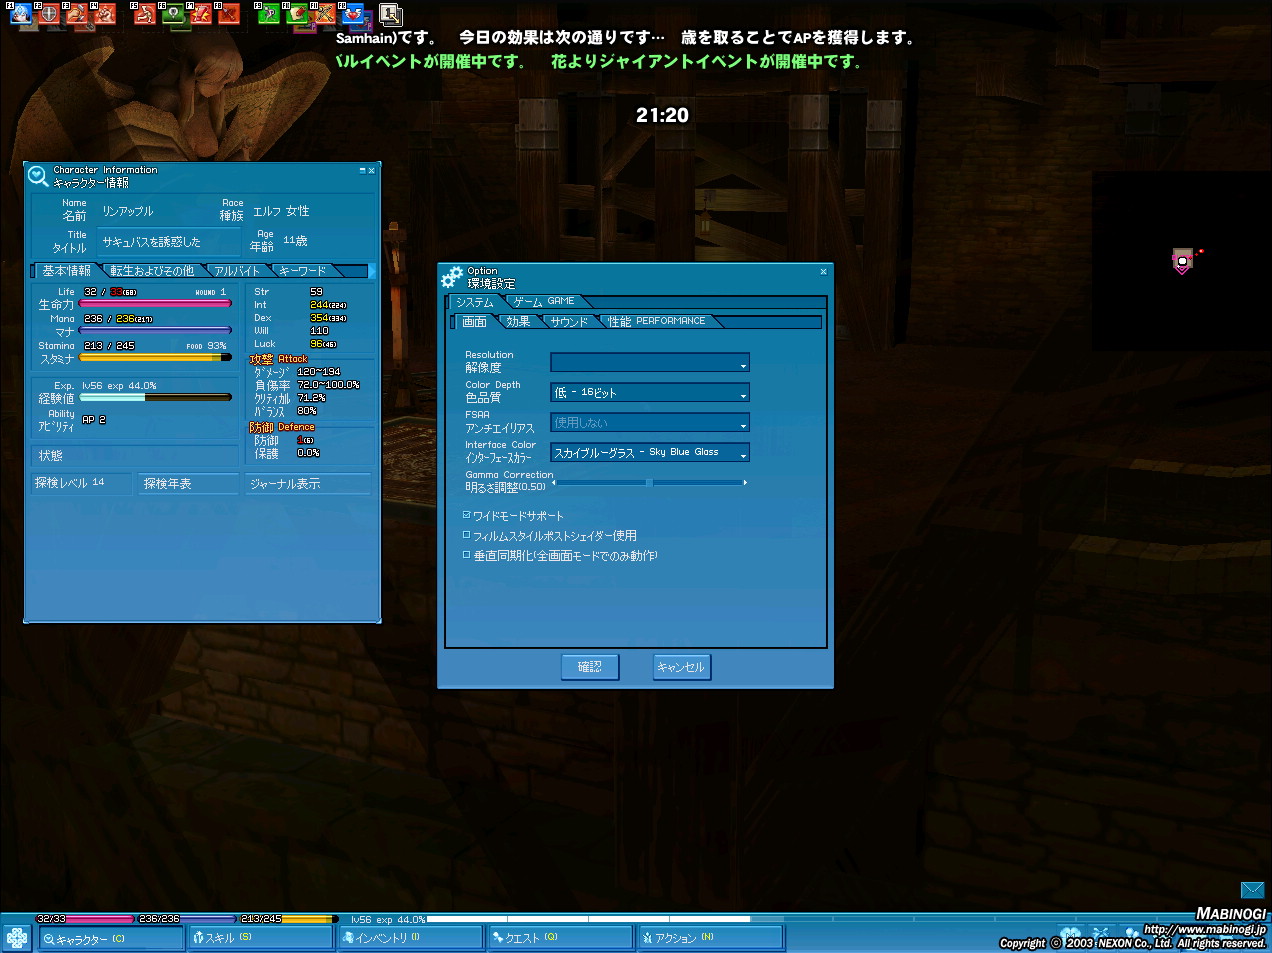 Samhain)です。 今日の効果は次の通りです… 歳を取ることでAPを獲得します。
バルイベントが開催中です。 花よりジャイアントイベントが開催中です。
21:20
Character Information
キャラクター情報
Name
名前 リンアップル
Race
種族 エルフ 女性
Title
タイトル サキュバスを誘惑した
Age
年齢 11歳
基本情報 転生およびその他 アルバイト キーワード
Life 32 / 33(68) WOUND 1
生命力
Mana 236 / 236(217)
マナ
Stamina 213 / 245 FOOD 93%
スタミナ
Exp. lv56 exp 44.0%
経験値
Ability
アビリティ AP 2
状態
Str 59
Int 244(224)
Dex 354(334)
Will 110
Luck 96(46)
攻撃 Attack
ダメージ 120~194
負傷率 72.0~100.0%
クリティカル 71.2%
バランス 80%
防御 Defence
防御 1(6)
保護 0.0%
探検レベル 14 探検年表 ジャーナル表示
Option
環境設定
システム ゲーム GAME
画面 効果 サウンド 性能 PERFORMANCE
Resolution
解像度
Color Depth
色品質 低 - 16ビット
FSAA
アンチエイリアス 使用しない
Interface Color
インターフェースカラー スカイブルーグラス - Sky Blue Glass
Gamma Correction
明るさ調整(0.50)
ワイドモードサポート
フィルムスタイルポストシェイダー使用
垂直同期化(全画面モードでのみ動作)
確認 キャンセル
32/33 236/236 213/245 lv56 exp 44.0%
キャラクター (C) スキル (S) インベントリ (I) クエスト (Q) アクション (N)
MABINOGI
http://www.mabinogi.jp
Copyright © 2003 NEXON Co., Ltd. All rights reserved.